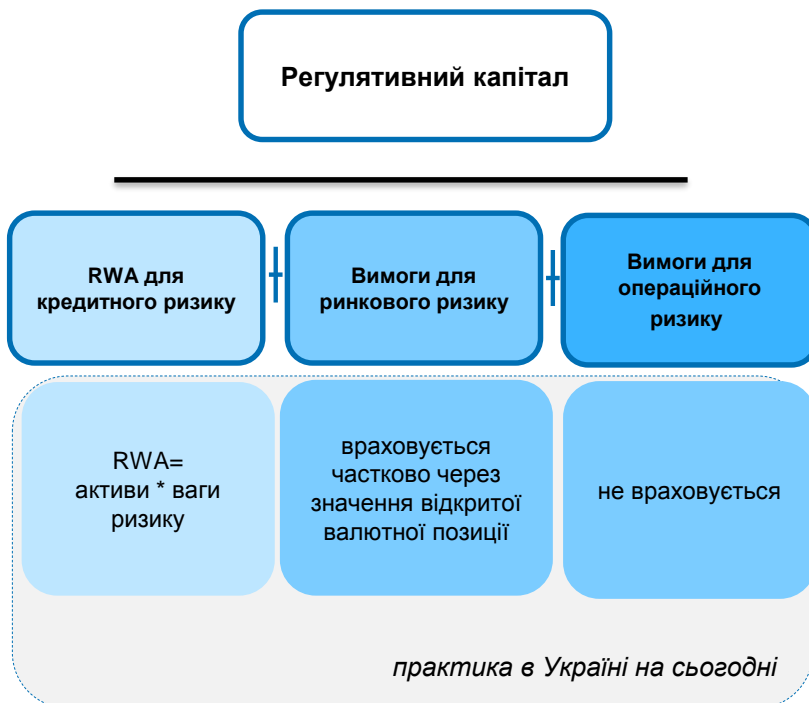 Регулятивний капітал
RWA для
кредитного ризику
Вимоги для
ринкового ризику
Вимоги для
операційного
ризику
RWA=
активи * ваги
ризику
враховується
частково через
значення відкритої
валютної позиції
не враховується
практика в Україні на сьогодні